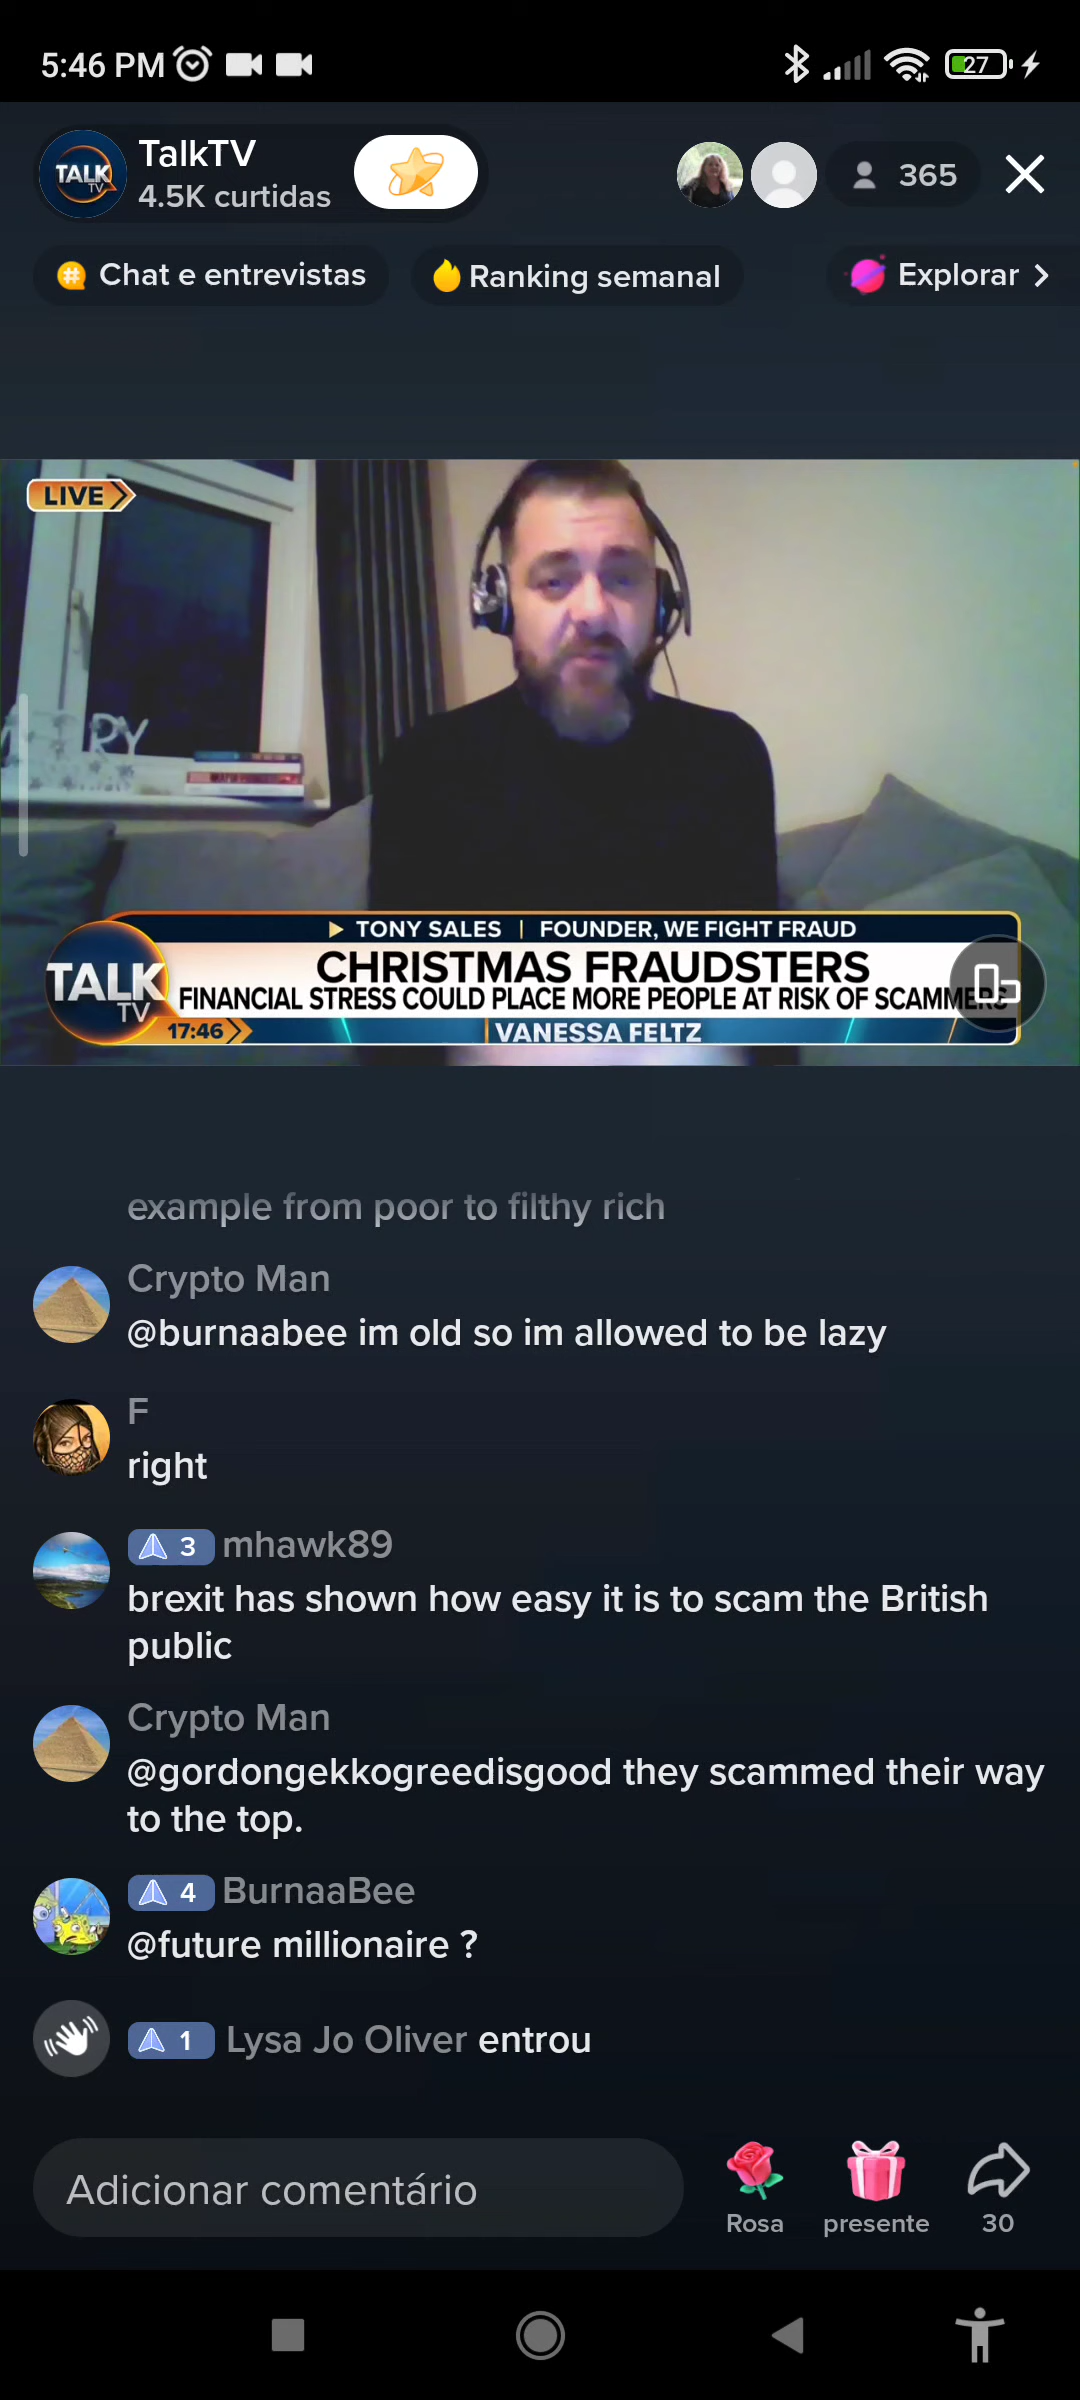 5:46 PM
27
TALK
TV
TalkTV
4.5K curtidas
365
Chat e entrevistas
Ranking semanal
Explorar
LIVE
RY
TONY SALES | FOUNDER, WE FIGHT FRAUD
CHRISTMAS FRAUDSTERS
TALK
TV
FINANCIAL STRESS COULD PLACE MORE PEOPLE AT RISK OF SCAMMERS
17:46
VANESSA FELTZ
example from poor to filthy rich
Crypto Man
@burnaabee im old so im allowed to be lazy
F
right
3 mhawk89
brexit has shown how easy it is to scam the British
public
Crypto Man
@gordongekkogreedisgood they scammed their way
to the top.
4 BurnaaBee
@future millionaire ?
1 Lysa Jo Oliver entrou
Adicionar comentário
Rosa
presente
30